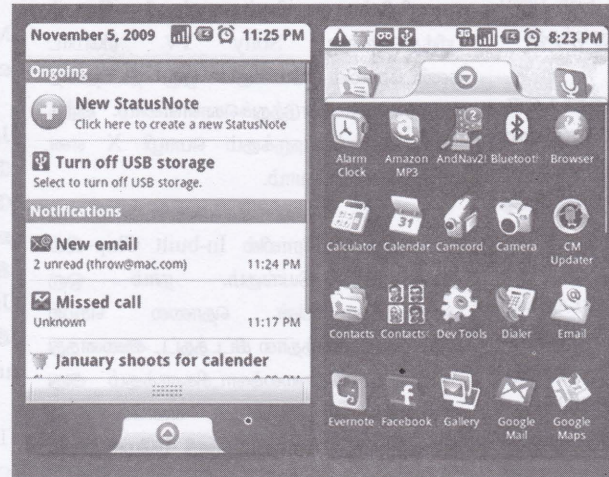 November 5, 2009 11:25 PM
Ongoing
New StatusNote
Click here to create a new StatusNote
Turn off USB storage
Select to turn off USB storage.
Notifications
New email
2 unread (throw@mac.com) 11:24 PM
Missed call
Unknown 11:17 PM
January shoots for calender
3G 8:23 PM
Alarm Clock
Amazon MP3
AndNav2!
Bluetooth
Browser
Calculator
31
Calendar
Camcord
Camera
CM Updater
Contacts
Contacts
Dev Tools
Dialer
Email
Evernote
Facebook
Gallery
Google Mail
Google Maps